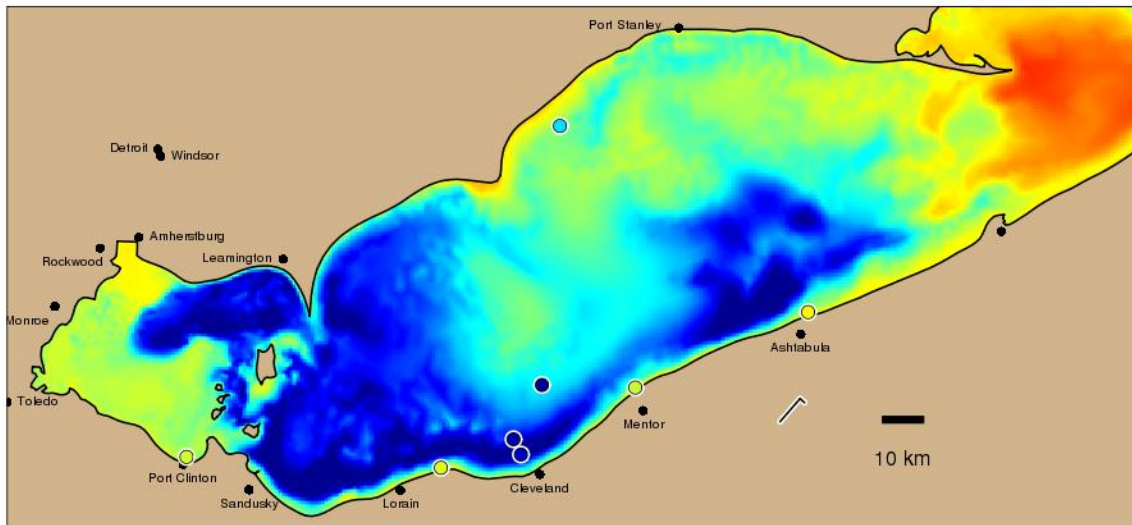 Port Stanley
Detroit
Windsor
Amherstburg
Rockwood
Leamington
Monroe
Ashtabula
Toledo
Mentor
10 km
Port Clinton
Cleveland
Sandusky
Lorain